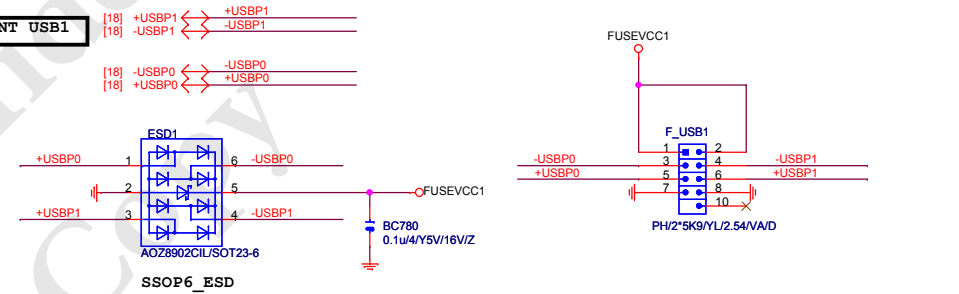 NT USB1
[18] +USBP1 +USBP1
[18] -USBP1 -USBP1
[18] -USBP0 -USBP0
[18] +USBP0 +USBP0
ESD1
+USBP0 1 6 -USBP0
2 5 FUSEVCC1
+USBP1 3 4 -USBP1
AOZ8902CIL/SOT23-6
SSOP6_ESD
BC780
0.1u/4/Y5V/16V/Z
FUSEVCC1
F_USB1
1 2
-USBP0 3 4 -USBP1
+USBP0 5 6 +USBP1
7 8
10
PH/2*5K9/YL/2.54/VA/D
Copy